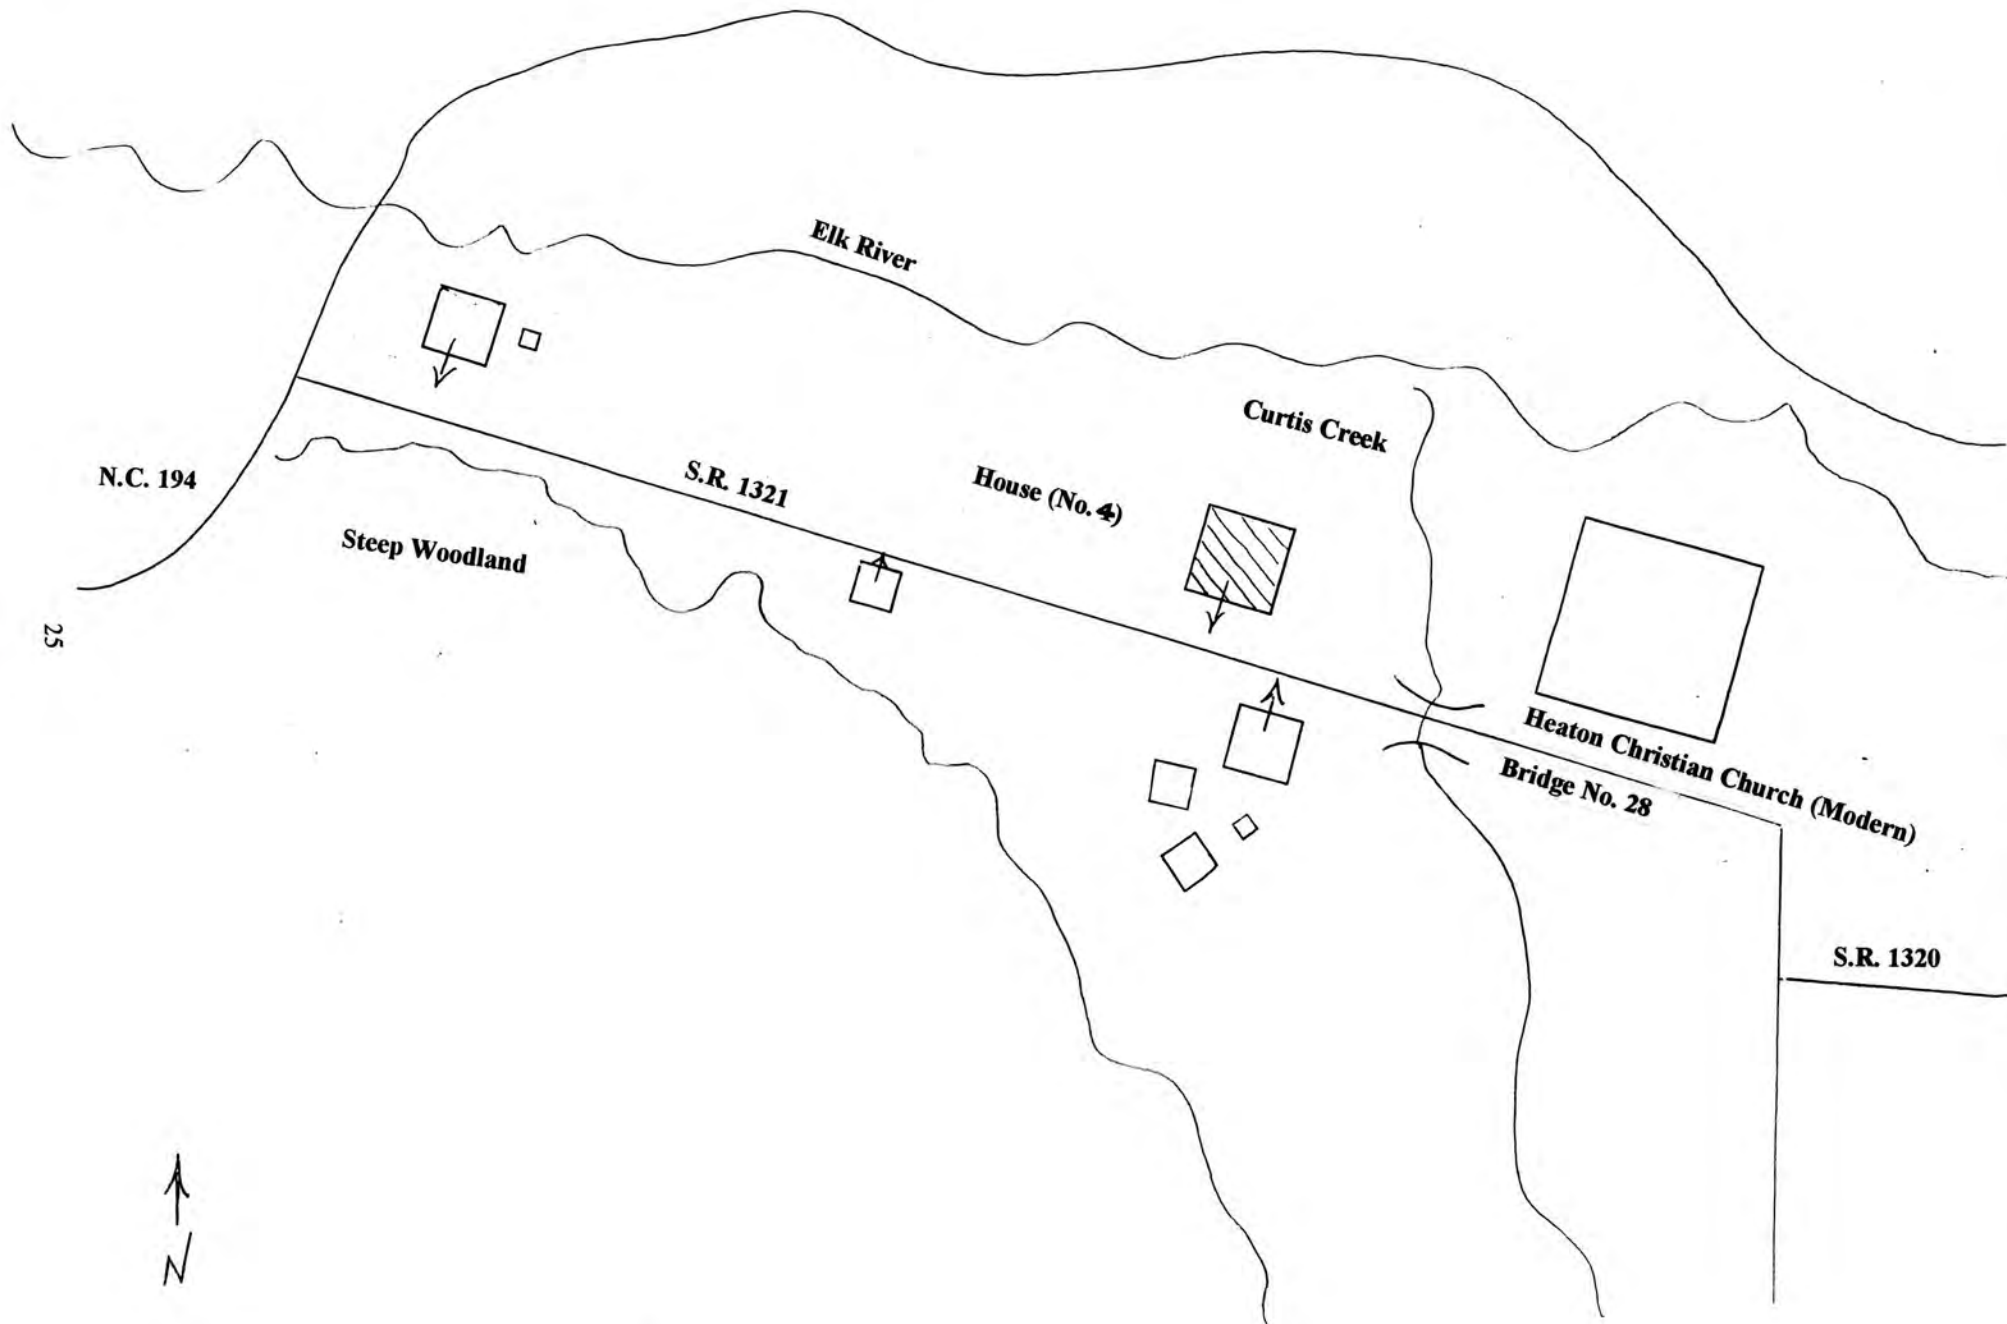 Elk River
Curtis Creek
N.C. 194
S.R. 1321
House (No. 4)
Steep Woodland
25
Heaton Christian Church (Modern)
Bridge No. 28
S.R. 1320
N